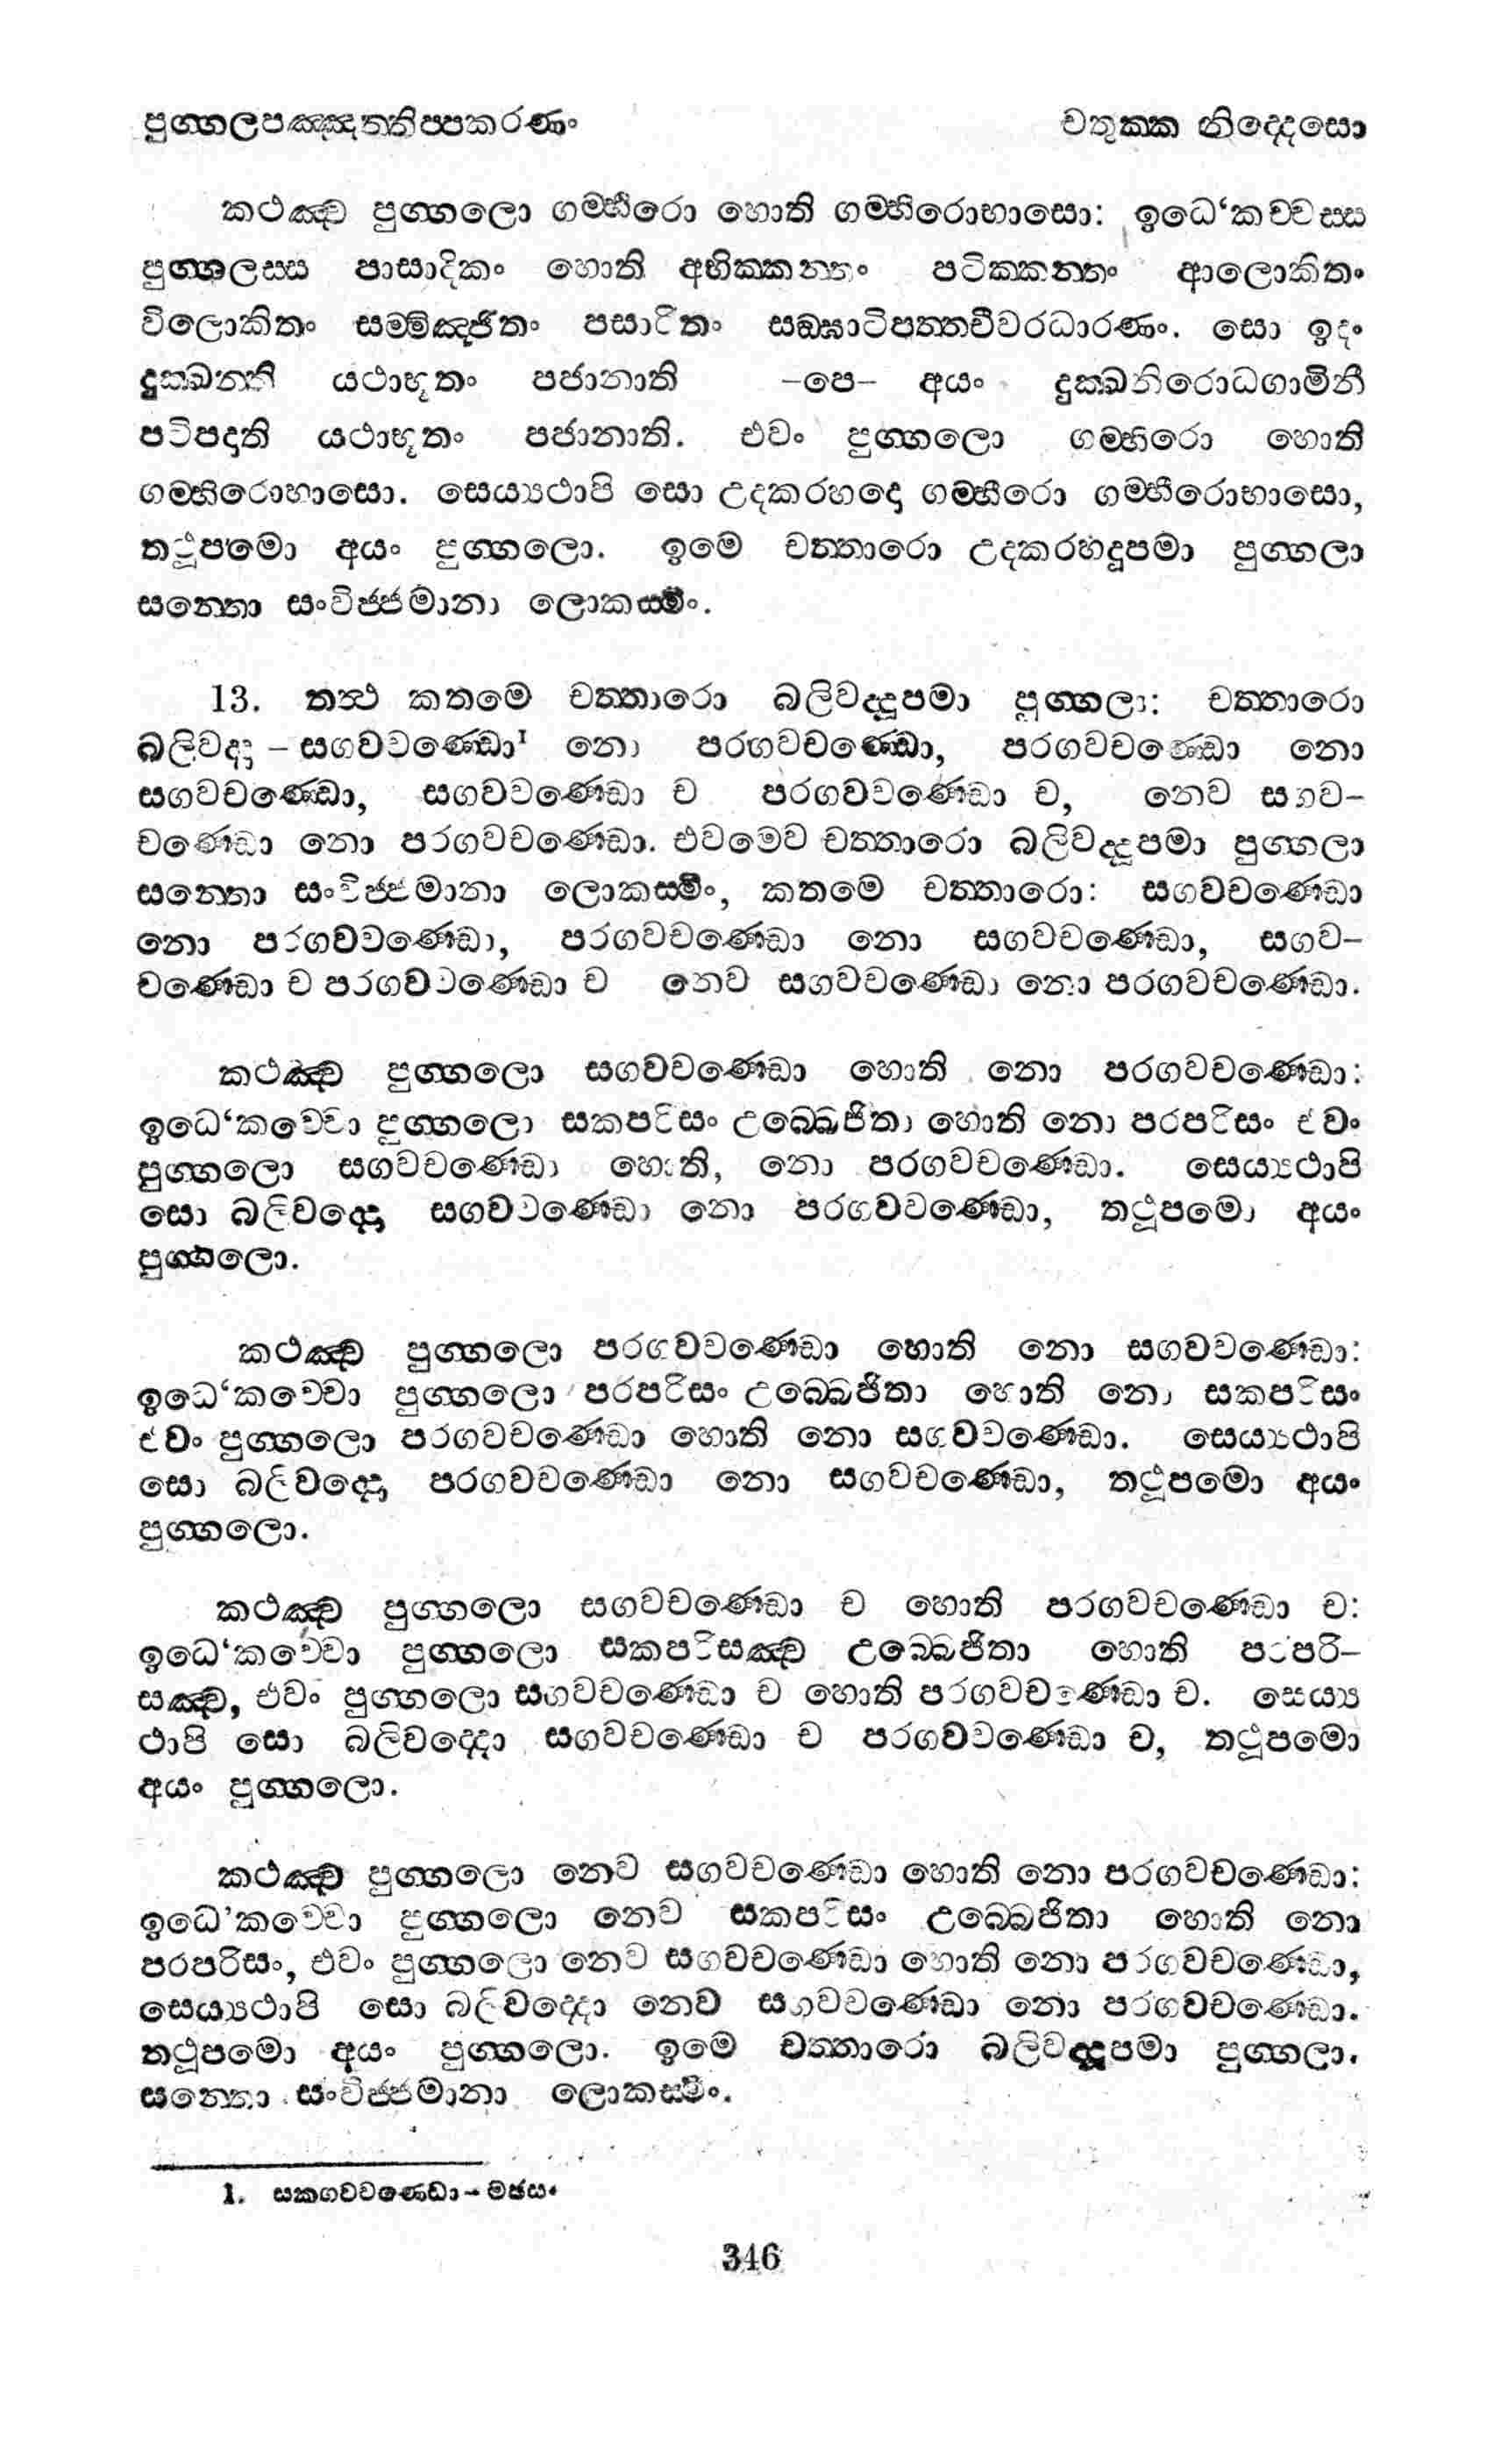 පුග්ගලපඤ්ඤත්තිප්පකරණං චතුක්ක නිද්දෙසො
කථඤ්ච පුග්ගලො ගම්භීරො හොති ගම්භීරොභාසො: ඉධෙ‘කච්චස්ස
පුග්ගලස්ස පාසාදිකං හොති අභික්කන්තං පටික්කන්තං ආලොකිතං
විලොකිතං සම්මිඤ්ජිතං පසාරිතං සඞ්ඝාටිපත්තචීවරධාරණං. සො ඉදං
දුක්ඛන්ති යථාභූතං පජානාති –පෙ– අයං දුක්ඛනිරොධගාමිනී
පටිපදාති යථාභූතං පජානාති. එවං පුග්ගලො ගම්භීරො හොති
ගම්භීරොභාසො. සෙය්‍යථාපි සො උදකරහදො ගම්භීරො ගම්භීරොභාසො,
තථූපමො අයං පුග්ගලො. ඉමෙ චත්තාරො උදකරහදූපමා පුග්ගලා
සන්තො සංවිජ්ජමානා ලොකස්මිං.
13. තත්‍ථ කතමෙ චත්තාරො බලිවද්දූපමා පුග්ගලා: චත්තාරො
බලිවද්දා – සගවචණ්ඩො1 නො පරගවචණ්ඩො, පරගවචණ්ඩො නො
සගවචණ්ඩො, සගවචණ්ඩො ච පරගවචණ්ඩො ච, නෙව සගව–
චණ්ඩො නො පරගවචණ්ඩො. එවමෙව චත්තාරො බලිවද්දූපමා පුග්ගලා
සන්තො සංවිජ්ජමානා ලොකස්මිං, කතමෙ චත්තාරො: සගවචණ්ඩො
නො පරගවචණ්ඩො, පරගවචණ්ඩො නො සගවචණ්ඩො, සගව–
චණ්ඩො ච පරගවචණ්ඩො ච නෙව සගවචණ්ඩො නො පරගවචණ්ඩො.
කථඤ්ච පුග්ගලො සගවචණ්ඩො හොති නො පරගවචණ්ඩො:
ඉධෙ‘කච්චො පුග්ගලො සකපරිසං උබ්බෙජිතා හොති නො පරපරිසං එවං
පුග්ගලො සගවචණ්ඩො හොති, නො පරගවචණ්ඩො. සෙය්‍යථාපි
සො බලිවද්දො සගවචණ්ඩො නො පරගවචණ්ඩො, තථූපමො අයං
පුග්ගලො.
කථඤ්ච පුග්ගලො පරගවචණ්ඩො හොති නො සගවචණ්ඩො:
ඉධෙ‘කච්චො පුග්ගලො පරපරිසං උබ්බෙජිතා හොති නො සකපරිසං
එවං පුග්ගලො පරගවචණ්ඩො හොති නො සගවචණ්ඩො. සෙය්‍යථාපි
සො බලිවද්දො පරගවචණ්ඩො නො සගවචණ්ඩො, තථූපමො අයං
පුග්ගලො.
කථඤ්ච පුග්ගලො සගවචණ්ඩො ච හොති පරගවචණ්ඩො ච:
ඉධෙ‘කච්චො පුග්ගලො සකපරිසඤ්ච උබ්බෙජිතා හොති පරපරි–
සඤ්ච, එවං පුග්ගලො සගවචණ්ඩො ච හොති පරගවචණ්ඩො ච. සෙය්‍ය
ථාපි සො බලිවද්දො සගවචණ්ඩො ච පරගවචණ්ඩො ච, තථූපමො
අයං පුග්ගලො.
කථඤ්ච පුග්ගලො නෙව සගවචණ්ඩො හොති නො පරගවචණ්ඩො:
ඉධෙ’කච්චො පුග්ගලො නෙව සකපරිසං උබ්බෙජිතා හොති නො
පරපරිසං, එවං පුග්ගලො නෙව සගවචණ්ඩො හොති නො පරගවචණ්ඩො,
සෙය්‍යථාපි සො බලිවද්දො නෙව සගවචණ්ඩො නො පරගවචණ්ඩො.
තථූපමො අයං පුග්ගලො. ඉමෙ චත්තාරො බලිවද්දූපමා පුග්ගලා.
සන්තො සංවිජ්ජමානා ලොකස්මිං.
1. සකගවචණ්ඩො – මඡසං
346